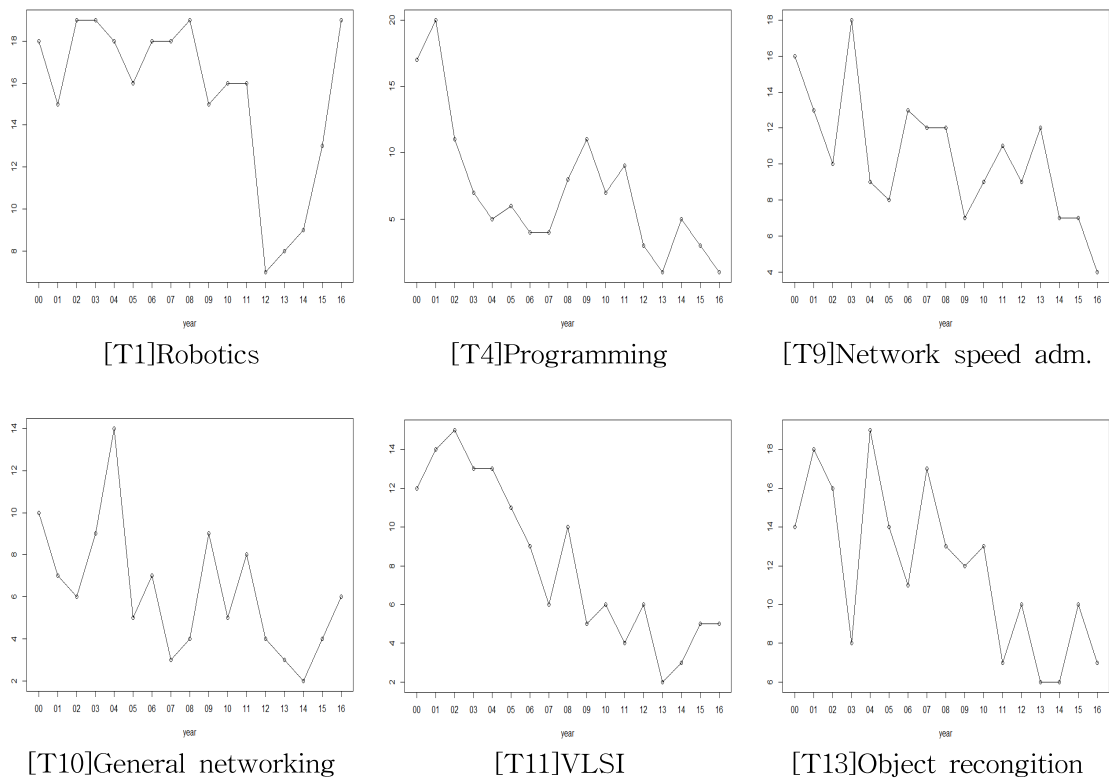 18
16
14
12
10
8
00 01 02 03 04 05 06 07 08 09 10 11 12 13 14 15 16
year
[T1]Robotics
20
15
10
5
00 01 02 03 04 05 06 07 08 09 10 11 12 13 14 15 16
year
[T4]Programming
18
16
14
12
10
8
6
4
00 01 02 03 04 05 06 07 08 09 10 11 12 13 14 15 16
year
[T9]Network speed adm.
14
12
10
8
6
4
2
00 01 02 03 04 05 06 07 08 09 10 11 12 13 14 15 16
year
[T10]General networking
14
12
10
8
6
4
2
00 01 02 03 04 05 06 07 08 09 10 11 12 13 14 15 16
year
[T11]VLSI
18
16
14
12
10
8
6
00 01 02 03 04 05 06 07 08 09 10 11 12 13 14 15 16
year
[T13]Object recongition